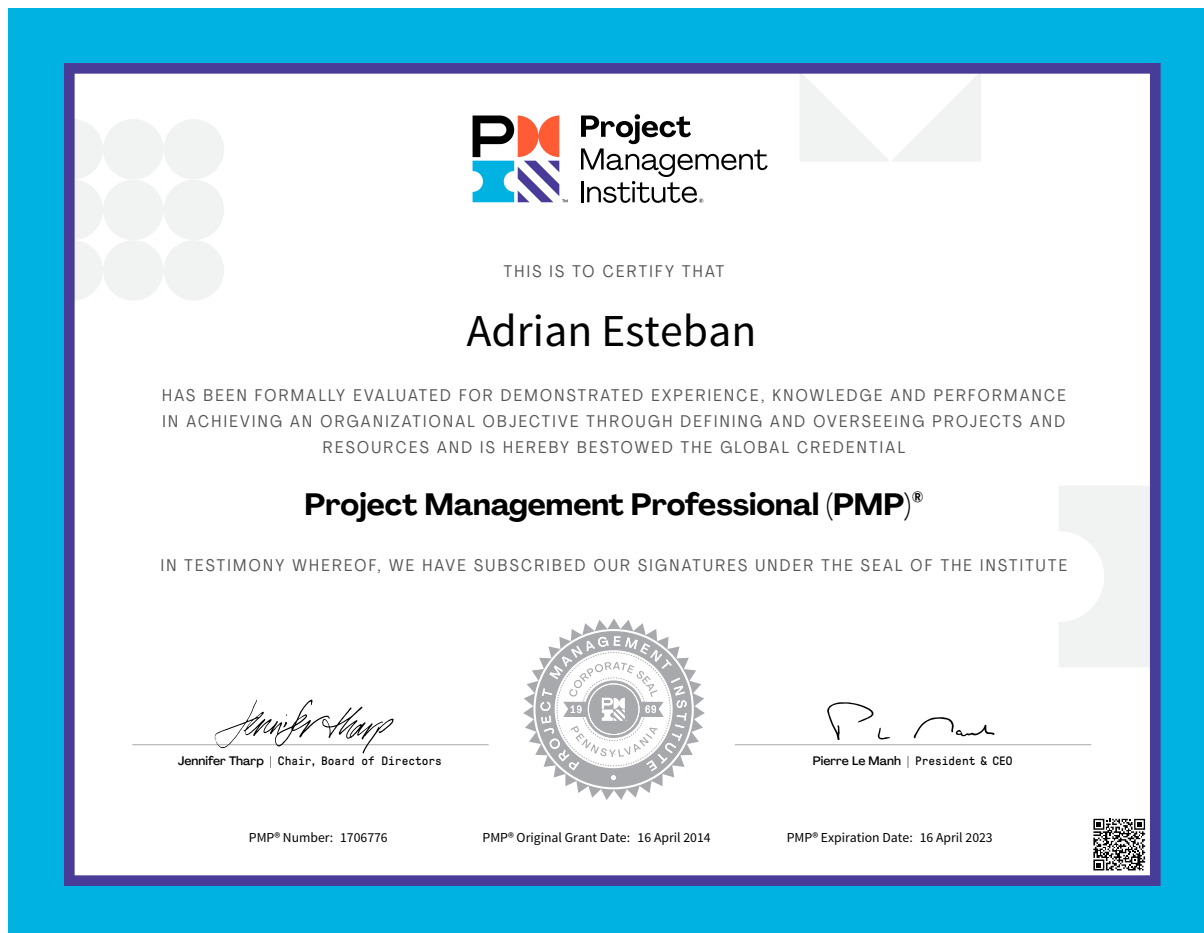 PM
Project
Management
Institute®
™
THIS IS TO CERTIFY THAT
Adrian Esteban
HAS BEEN FORMALLY EVALUATED FOR DEMONSTRATED EXPERIENCE, KNOWLEDGE AND PERFORMANCE
IN ACHIEVING AN ORGANIZATIONAL OBJECTIVE THROUGH DEFINING AND OVERSEEING PROJECTS AND
RESOURCES AND IS HEREBY BESTOWED THE GLOBAL CREDENTIAL
Project Management Professional (PMP)®
IN TESTIMONY WHEREOF, WE HAVE SUBSCRIBED OUR SIGNATURES UNDER THE SEAL OF THE INSTITUTE
PROJECT MANAGEMENT INSTITUTE
CORPORATE SEAL
19 69
PENNSYLVANIA
Jennifer Tharp
Jennifer Tharp | Chair, Board of Directors
Pierre Le Manh | President & CEO
PMP® Number: 1706776
PMP® Original Grant Date: 16 April 2014
PMP® Expiration Date: 16 April 2023